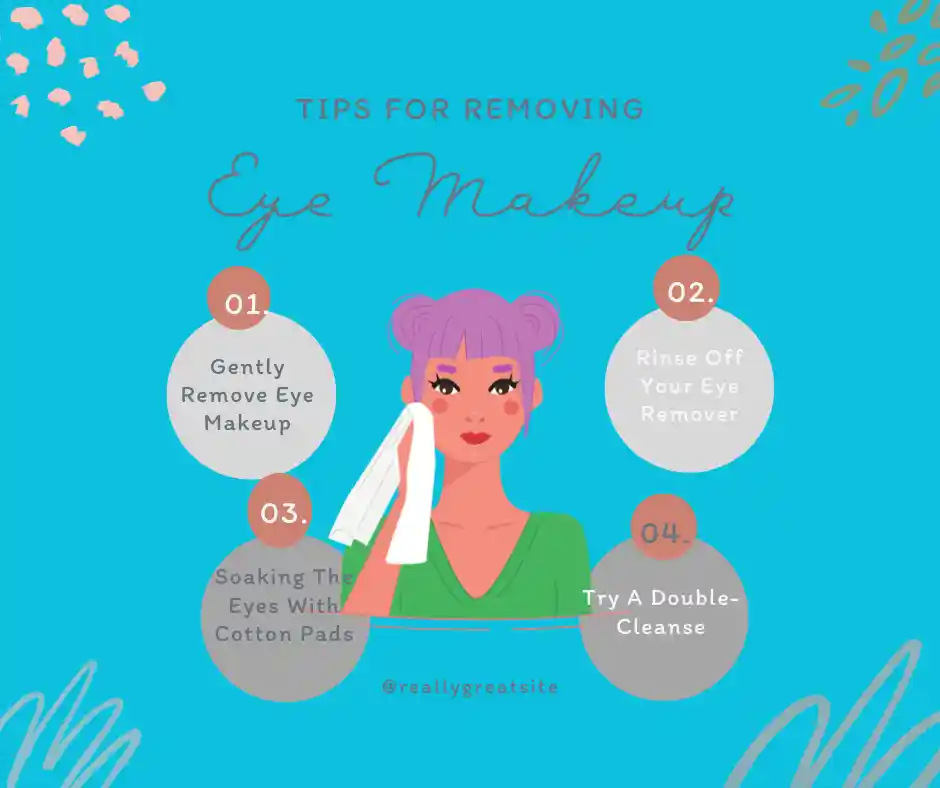 TIPS FOR REMOVING
Eye Makeup
01.
Gently
Remove Eye
Makeup
02.
Rinse Off
Your Eye
Remover
03.
Soaking The
Eyes With
Cotton Pads
04.
Try A Double-
Cleanse
@reallygreatsite